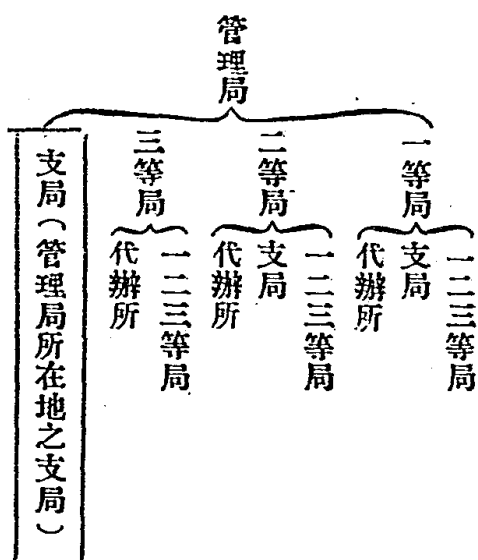 管理局
一等局
一二三等局
支局
代辦所
二等局
一二三等局
支局
代辦所
三等局
一二三等局
代辦所
支局(管理局所在地之支局)